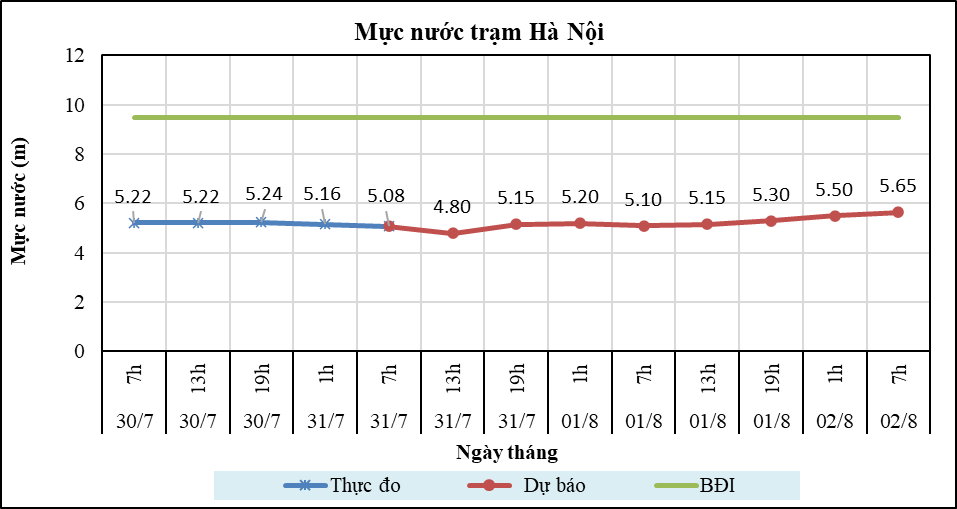 Mực nước trạm Hà Nội
Mực nước (m)
12
10
8
6
4
2
0
5.22 5.22 5.24 5.16 5.08 4.80 5.15 5.20 5.10 5.15 5.30 5.50 5.65
7h 13h 19h 1h 7h 13h 19h 1h 7h 13h 19h 1h 7h
30/7 30/7 30/7 31/7 31/7 31/7 31/7 01/8 01/8 01/8 01/8 02/8 02/8
Ngày tháng
Thực đo Dự báo BĐI